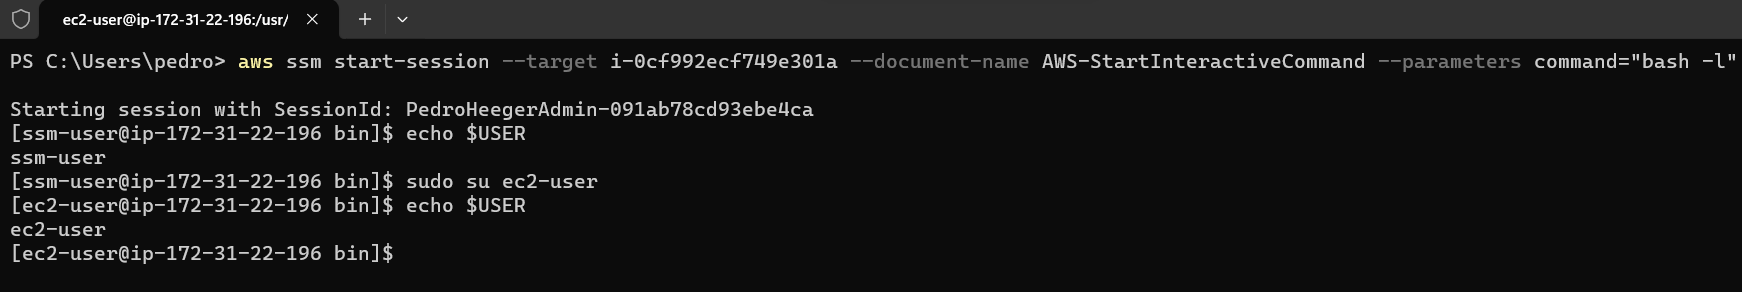 ec2-user@ip-172-31-22-196:/usr/
PS C:\Users\pedro> aws ssm start-session --target i-0cf992ecf749e301a --document-name AWS-StartInteractiveCommand --parameters command="bash -l"
Starting session with SessionId: PedroHeegerAdmin-091ab78cd93ebe4ca
[ssm-user@ip-172-31-22-196 bin]$ echo $USER
ssm-user
[ssm-user@ip-172-31-22-196 bin]$ sudo su ec2-user
[ec2-user@ip-172-31-22-196 bin]$ echo $USER
ec2-user
[ec2-user@ip-172-31-22-196 bin]$